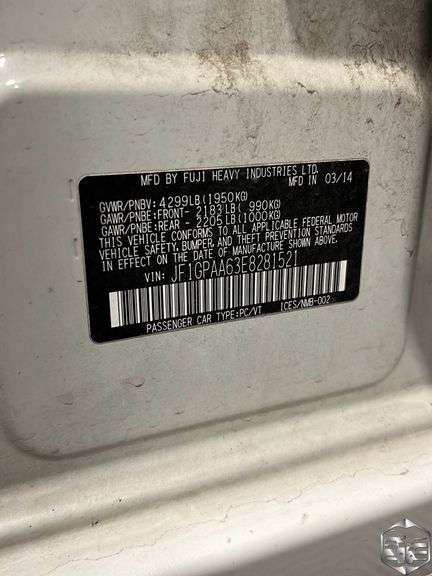 MFD BY FUJI HEAVY INDUSTRIES LTD.
MFD IN 03/14
GVWR/PNBV: 4299LB(1950KG)
GAWR/PNBE:FRONT- 2183LB( 990KG)
GAWR/PNBE:REAR - 2205LB(1000KG)
THIS VEHICLE CONFORMS TO ALL APPLICABLE FEDERAL MOTOR
VEHICLE SAFETY, BUMPER, AND THEFT PREVENTION STANDARDS
IN EFFECT ON THE DATE OF MANUFACTURE SHOWN ABOVE.
VIN: JF1GPAA63E8281521
PASSENGER CAR TYPE:PC/VT ICES/NMB-002